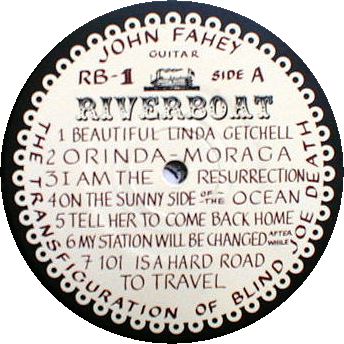 JOHN FAHEY
GUITAR
RB-1
SIDE A
RIVERBOAT
1 BEAUTIFUL LINDA GETCHELL
2 ORINDA-MORAGA
3 I AM THE RESURRECTION
4 ON THE SUNNY SIDE OF THE OCEAN
5 TELL HER TO COME BACK HOME
6 MY STATION WILL BE CHANGED AFTER WHILE
7 101 IS A HARD ROAD
TO TRAVEL
THE TRANSFIGURATION OF BLIND JOE DEATH